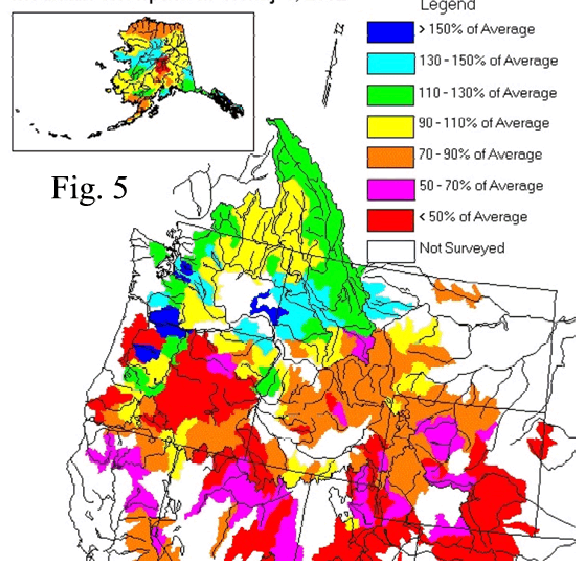 Legend
> 150% of Average
130 - 150% of Average
110 - 130% of Average
90 - 110% of Average
70 - 90% of Average
50 - 70% of Average
< 50% of Average
Not Surveyed
Fig. 5